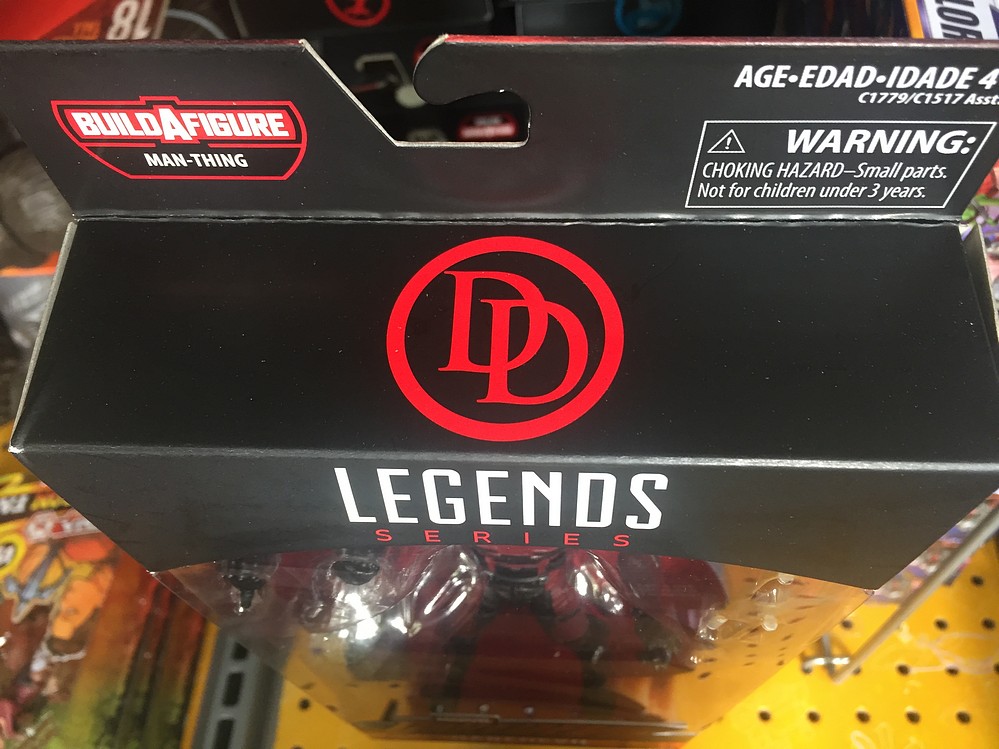 BUILDAFIGURE
MAN-THING
AGE•EDAD•IDADE 4
C1779/C1517 Asst.
WARNING:
CHOKING HAZARD—Small parts.
Not for children under 3 years.
DD
LEGENDS
SERIES
18